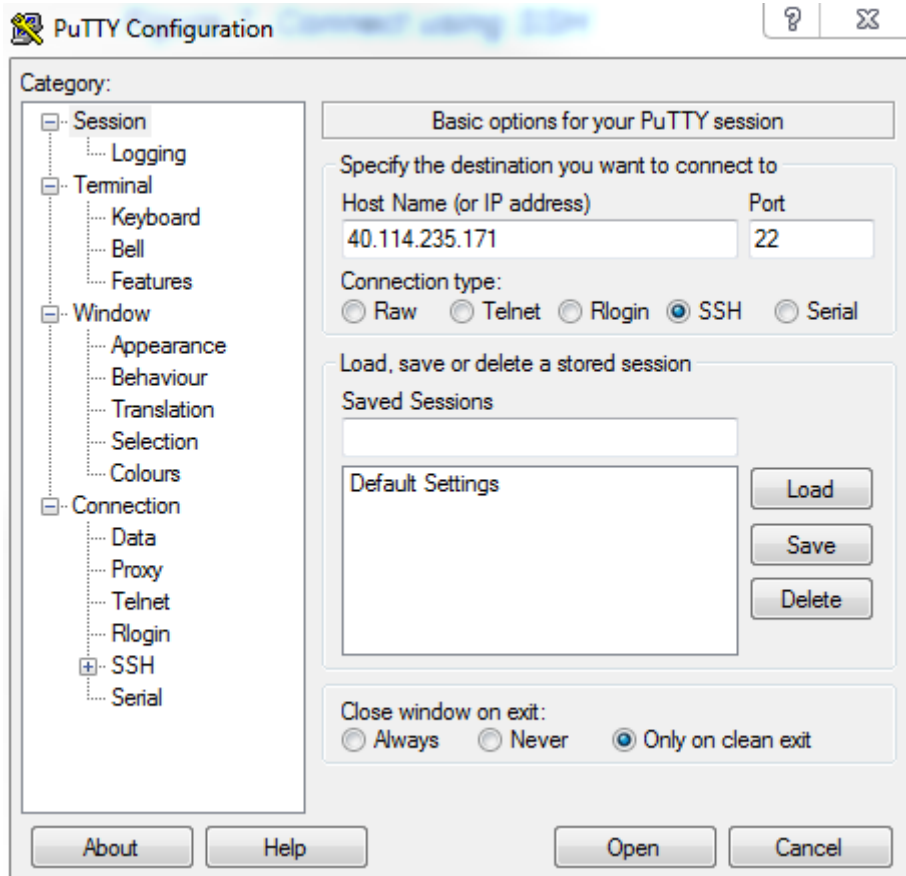 Connect using SSH
PuTTY Configuration
Category:
Session
Logging
Terminal
Keyboard
Bell
Features
Window
Appearance
Behaviour
Translation
Selection
Colours
Connection
Data
Proxy
Telnet
Rlogin
SSH
Serial
Basic options for your PuTTY session
Specify the destination you want to connect to
Host Name (or IP address) Port
40.114.235.171 22
Connection type:
Raw Telnet Rlogin SSH Serial
Load, save or delete a stored session
Saved Sessions
Default Settings
Load
Save
Delete
Close window on exit:
Always Never Only on clean exit
About Help Open Cancel